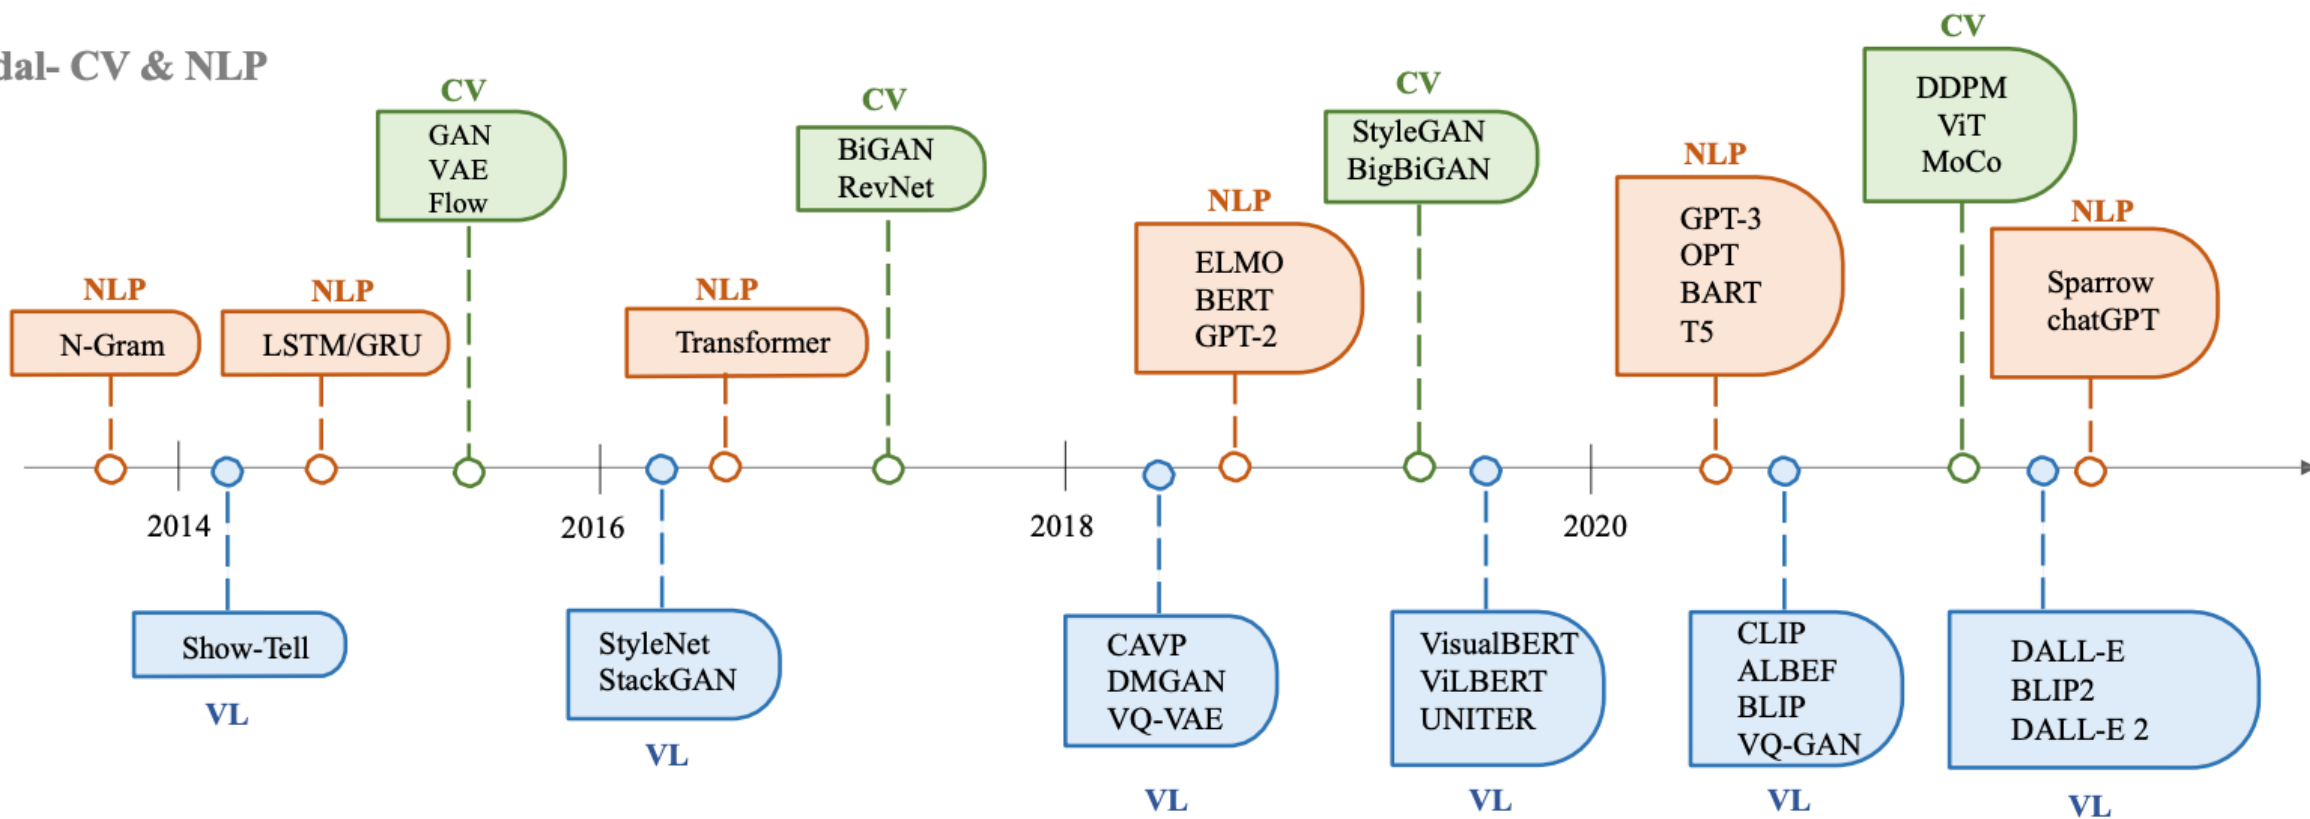 dal- CV & NLP
CV
GAN
VAE
Flow
CV
BiGAN
RevNet
CV
StyleGAN
BigBiGAN
CV
DDPM
ViT
MoCo
NLP
N-Gram
NLP
LSTM/GRU
NLP
Transformer
NLP
ELMO
BERT
GPT-2
NLP
GPT-3
OPT
BART
T5
NLP
Sparrow
chatGPT
2014
2016
2018
2020
Show-Tell
VL
StyleNet
StackGAN
VL
CAVP
DMGAN
VQ-VAE
VL
VisualBERT
ViLBERT
UNITER
VL
CLIP
ALBEF
BLIP
VQ-GAN
VL
DALL-E
BLIP2
DALL-E 2
VL